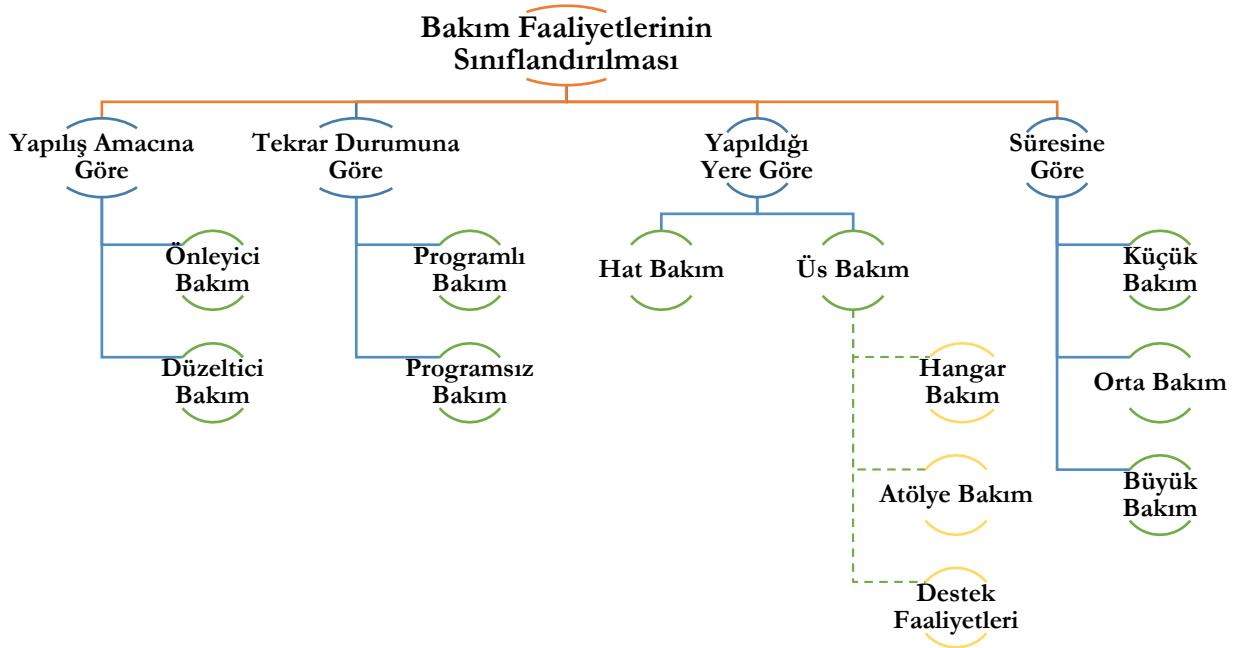 Bakım Faaliyetlerinin
Sınıflandırılması
Yapılış Amacına
Göre
Önleyici
Bakım
Düzeltici
Bakım
Tekrar Durumuna
Göre
Programlı
Bakım
Programsız
Bakım
Yapıldığı
Yere Göre
Hat Bakım
Üs Bakım
Hangar
Bakım
Atölye Bakım
Destek
Faaliyetleri
Süresine
Göre
Küçük
Bakım
Orta Bakım
Büyük
Bakım